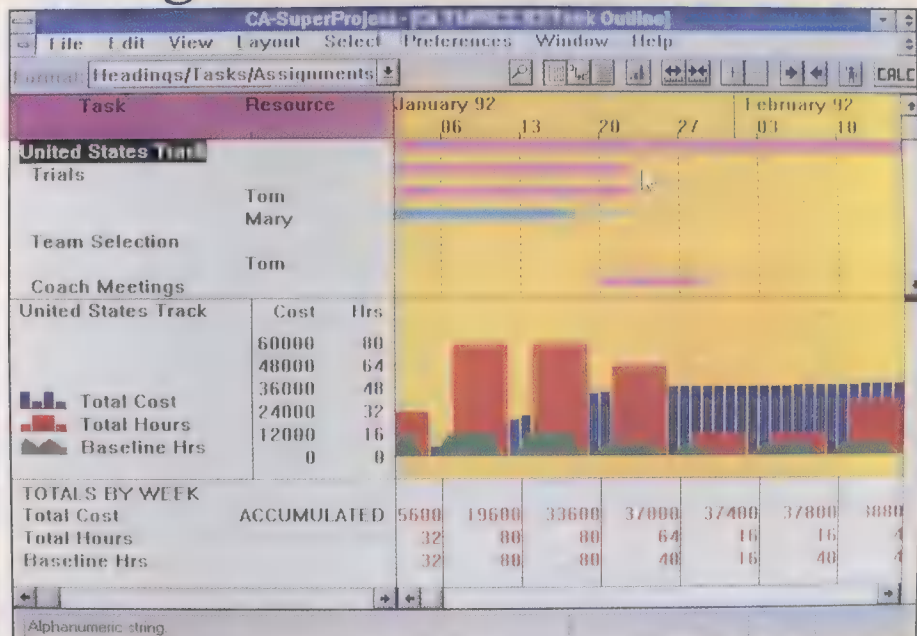 CA-SuperProject
File Edit View Layout Select Preferences Window Help
Format: Headings/Tasks/Assignments CALC
Task Resource January 92 February 92
06 13 20 27 03 10
United States Track
Trials
Tom
Mary
Team Selection
Tom
Coach Meetings
United States Track Cost Hrs
60000 80
48000 64
36000 48
Total Cost 24000 32
Total Hours 12000 16
Baseline Hrs 0 0
TOTALS BY WEEK
Total Cost ACCUMULATED 5600 19600 33600 37000 37400 37800
Total Hours 32 80 80 64 16 16 4
Baseline Hrs 32 80 80 48 16 40 4
Alphanumeric string.